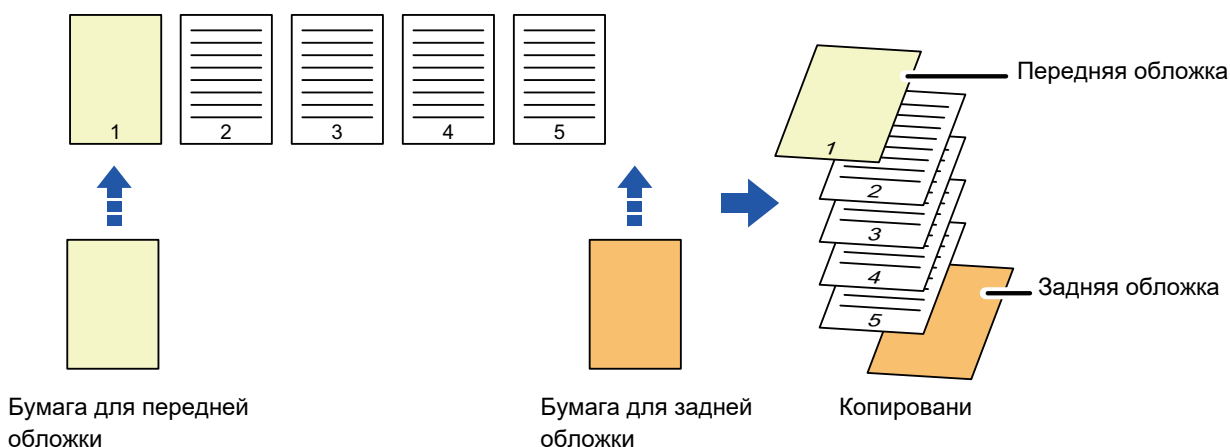 1 2 3 4 5
Передняя обложка
1
2
3
4
5
Задняя обложка
Бумага для передней
обложки
Бумага для задней
обложки
Копировани